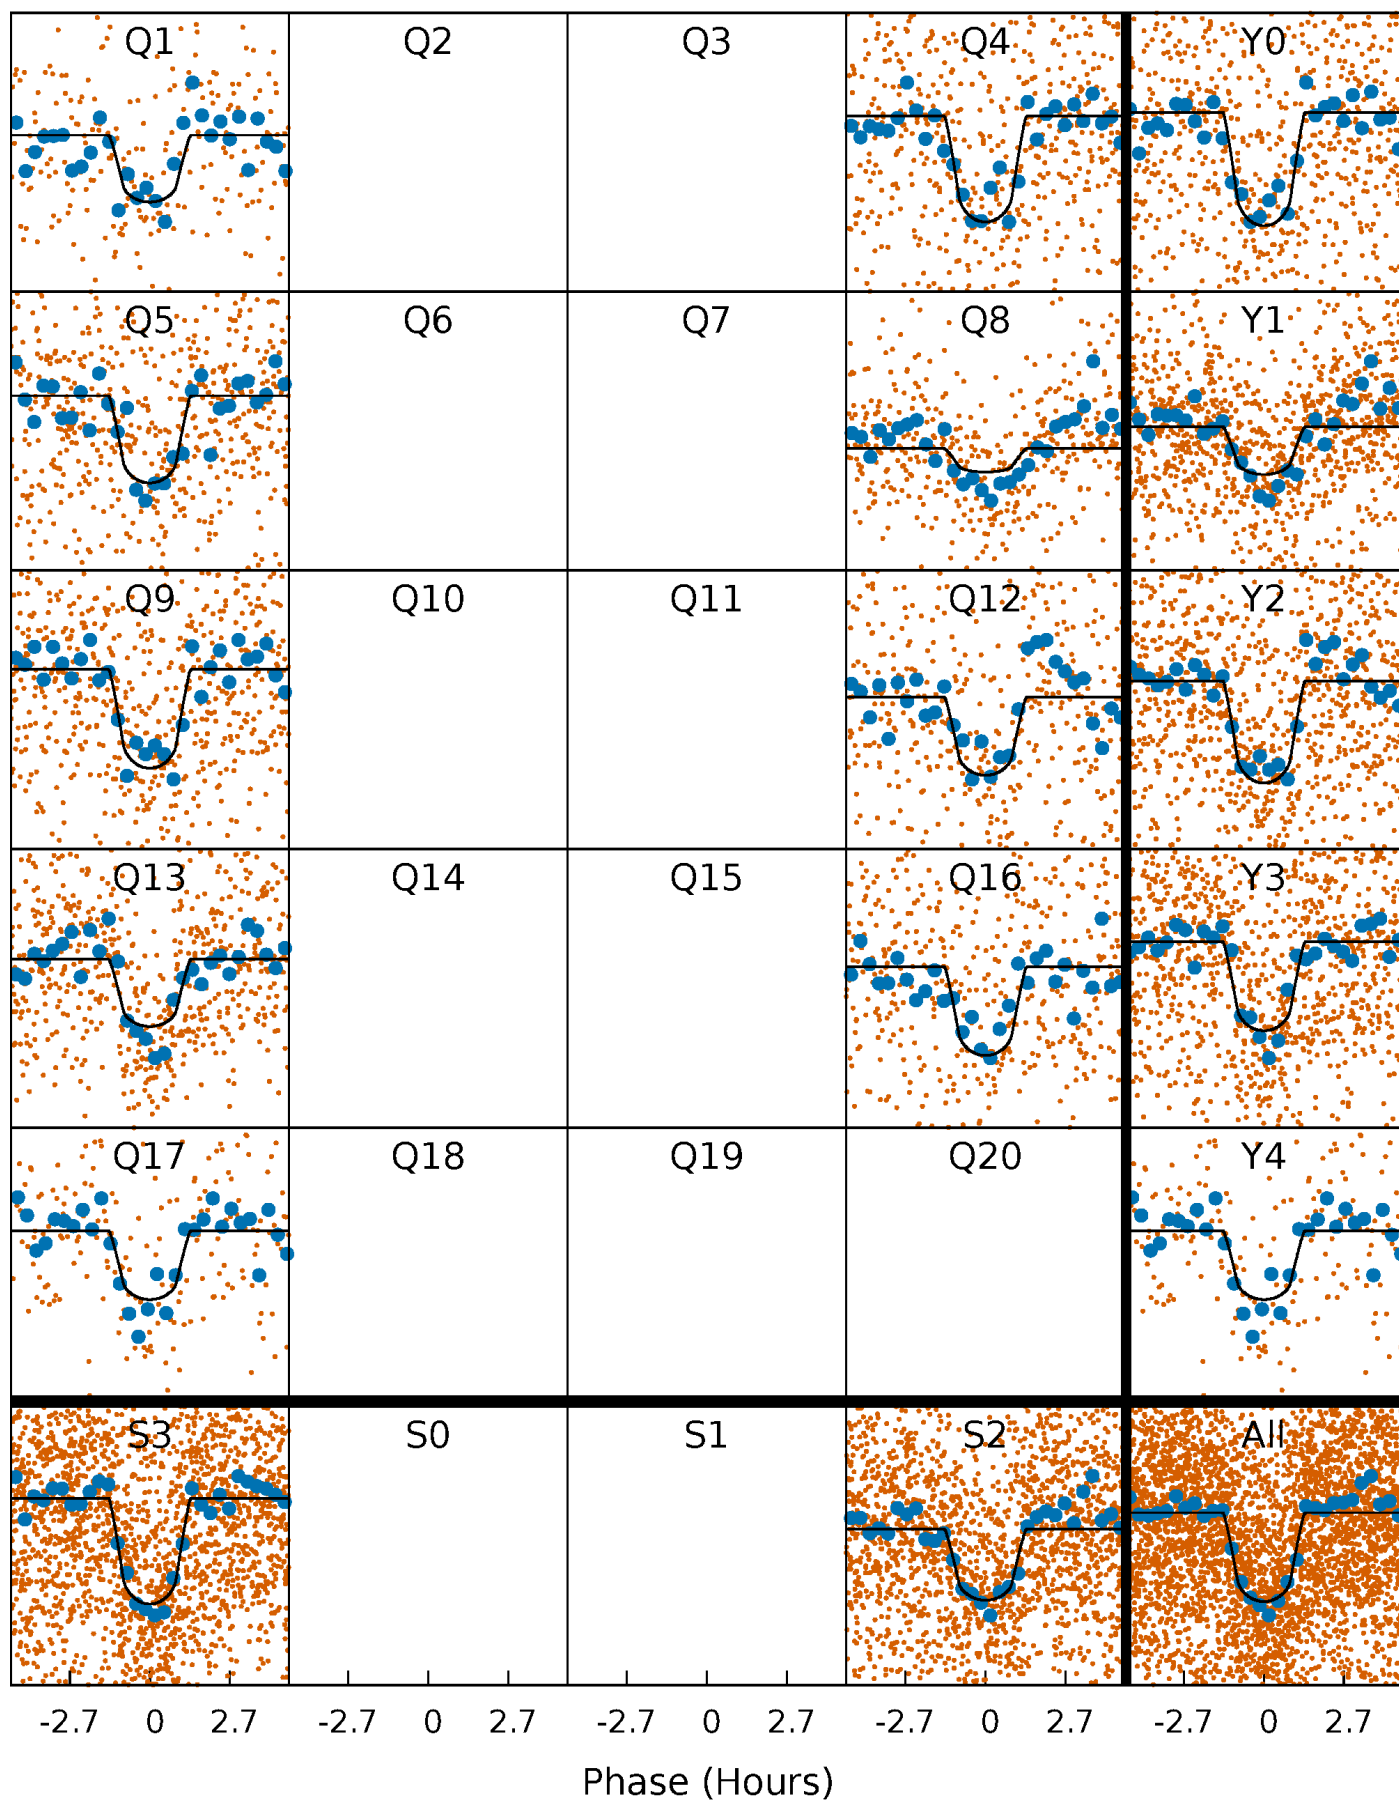 Q1 Q2 Q3 Q4 Y0
Q5 Q6 Q7 Q8 Y1
Q9 Q10 Q11 Q12 Y2
Q13 Q14 Q15 Q16 Y3
Q17 Q18 Q19 Q20 Y4
S3 S0 S1 S2 All
-2.7 0 2.7 -2.7 0 2.7 -2.7 0 2.7 -2.7 0 2.7 -2.7 0 2.7
Phase (Hours)